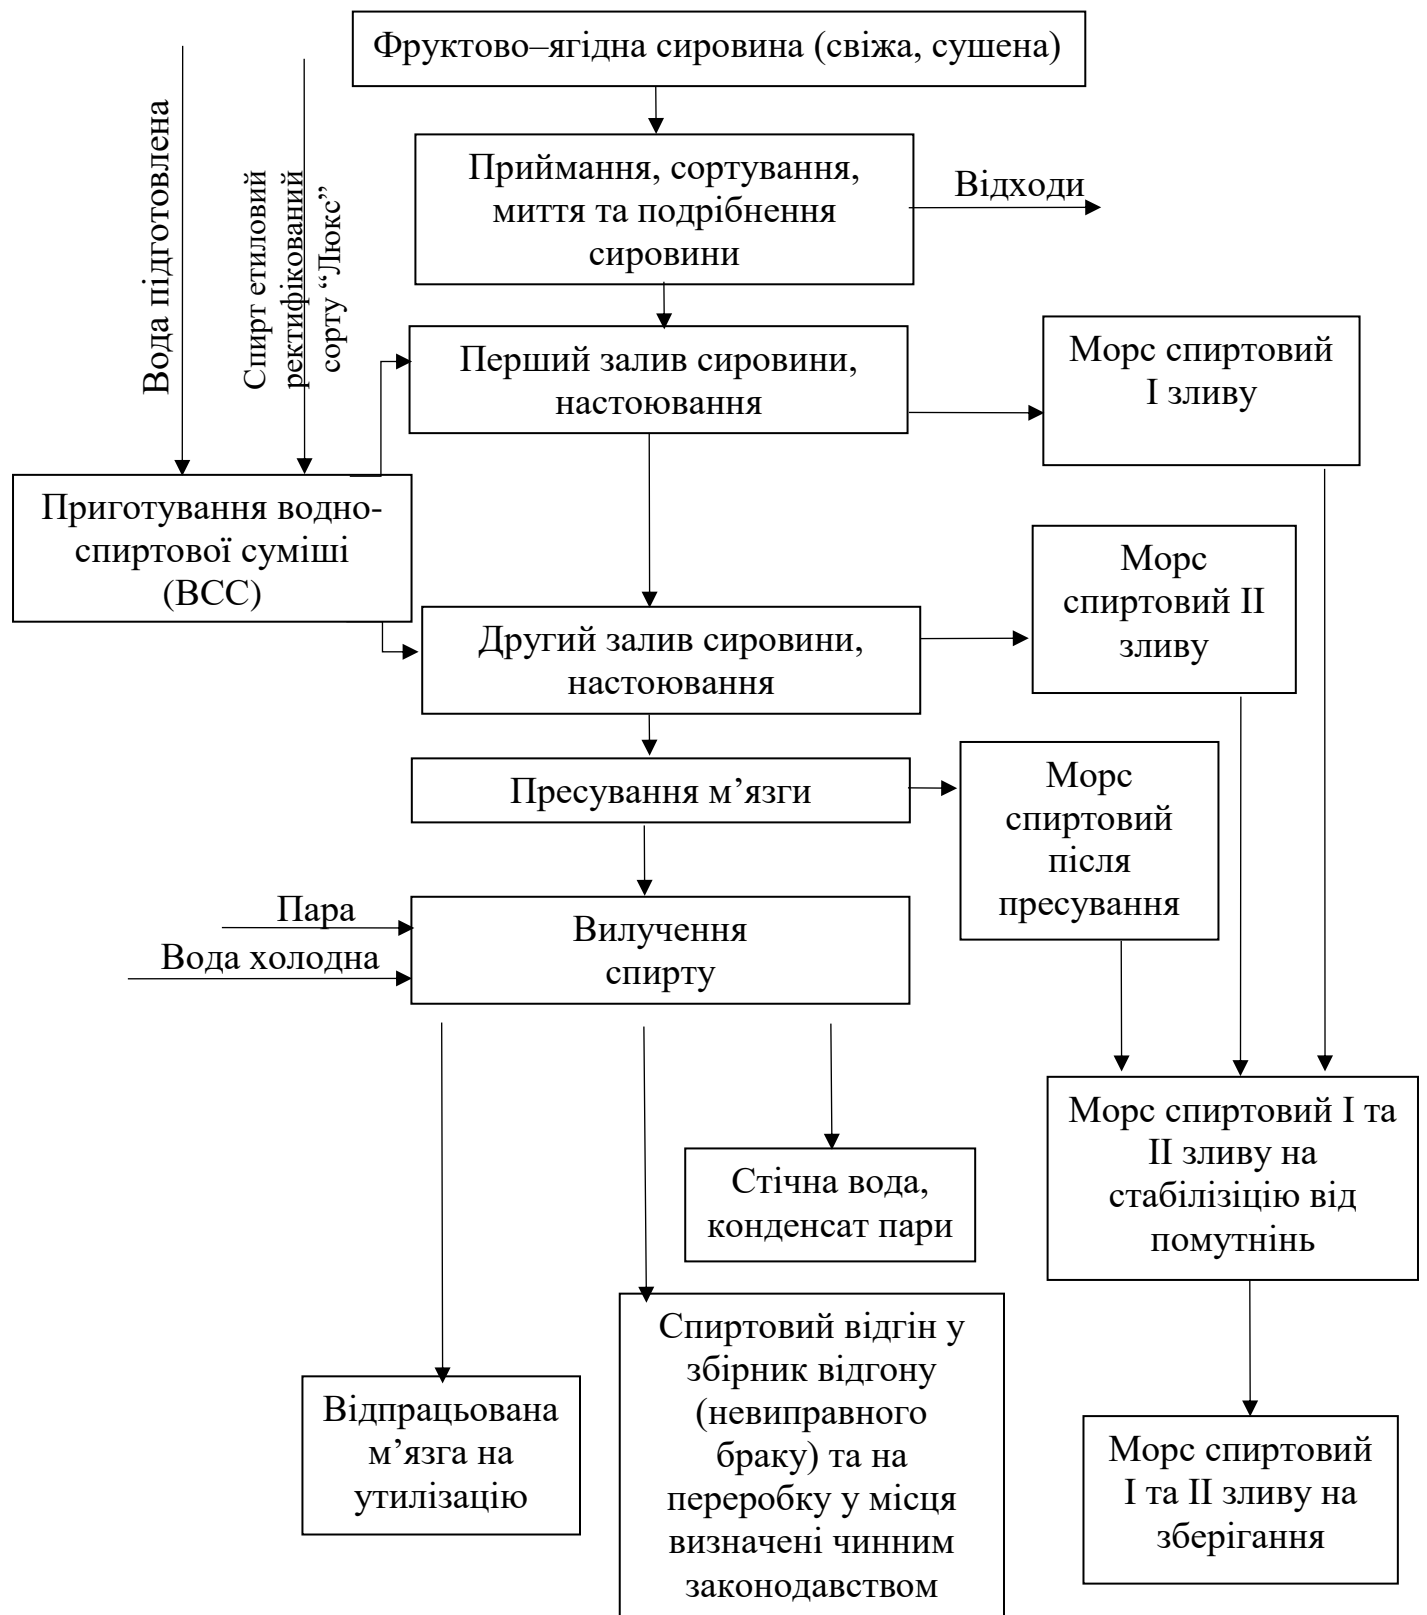 Фруктово–ягідна сировина (свіжа, сушена)
Вода підготовлена
Спирт етиловий
ректифікований
сорту “Люкс”
Приймання, сортування,
миття та подрібнення
сировини
Відходи
Перший залив сировини,
настоювання
Морс спиртовий
І зливу
Приготування водно-
спиртової суміші
(ВСС)
Морс
спиртовий ІІ
зливу
Другий залив сировини,
настоювання
Пресування м’язги
Морс
спиртовий
після
пресування
Пара
Вода холодна
Вилучення
спирту
Морс спиртовий І та
ІІ зливу на
стабілізіцію від
помутнінь
Стічна вода,
конденсат пари
Спиртовий відгін у
збірник відгону
(невиправного
браку) та на
переробку у місця
визначені чинним
законодавством
Відпрацьована
м’язга на
утилізацію
Морс спиртовий
І та ІІ зливу на
зберігання